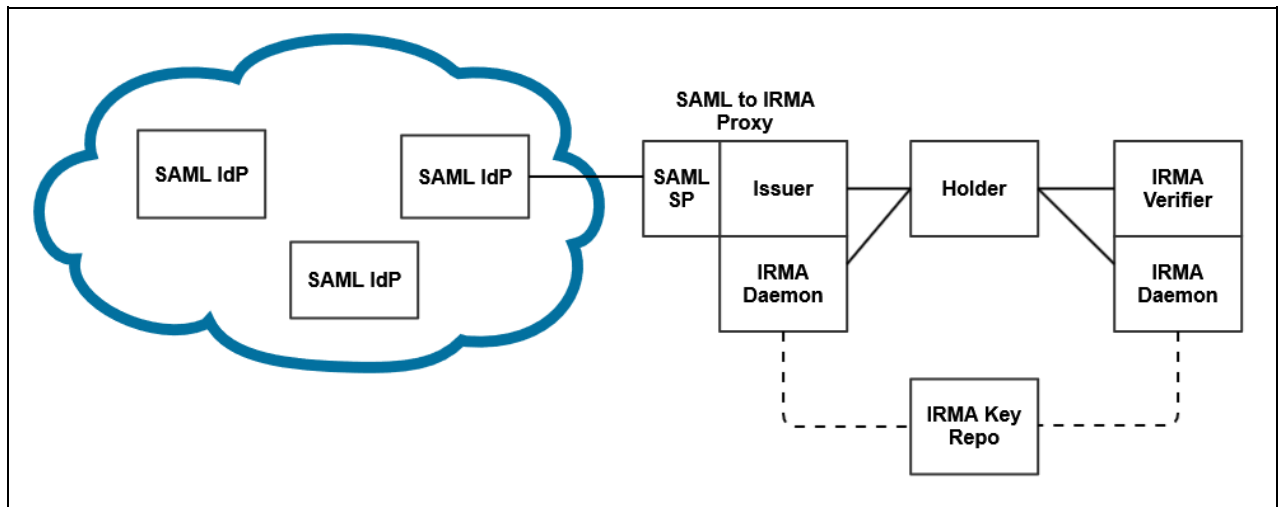 SAML IdP
SAML IdP
SAML IdP
SAML to IRMA
Proxy
SAML
SP
Issuer
IRMA
Daemon
Holder
IRMA
Verifier
IRMA
Daemon
IRMA Key
Repo